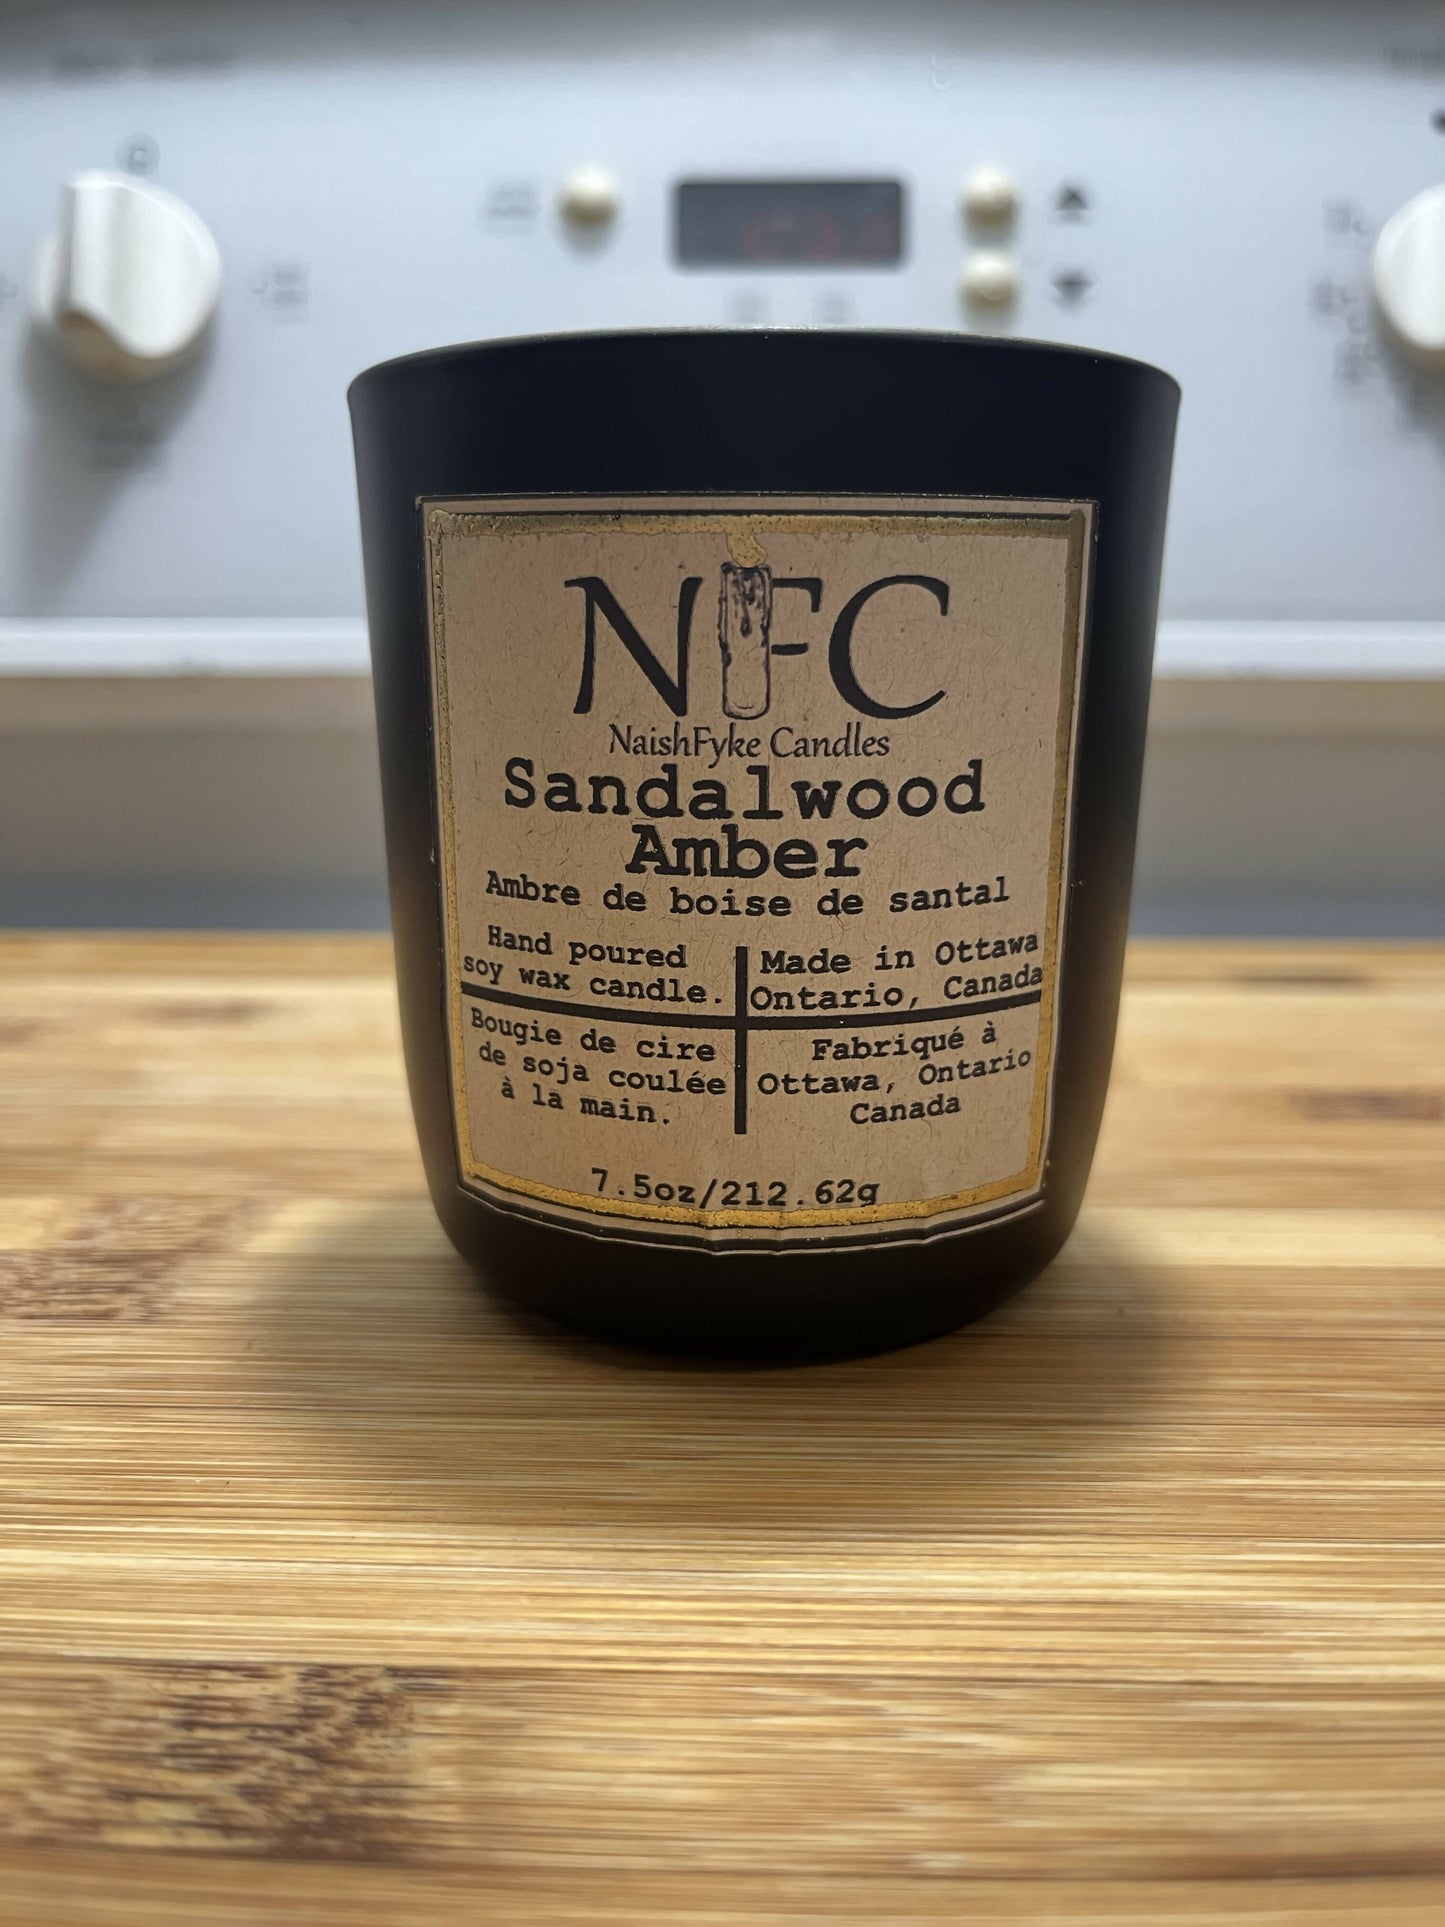 NFC
NaishFyke Candles
Sandalwood
Amber
Ambre de boise de santal
Hand poured
soy wax candle.
Made in Ottawa
Ontario, Canada
Bougie de cire
de soja coulée
à la main.
Fabriqué à
Ottawa, Ontario
Canada
7.5oz/212.62g